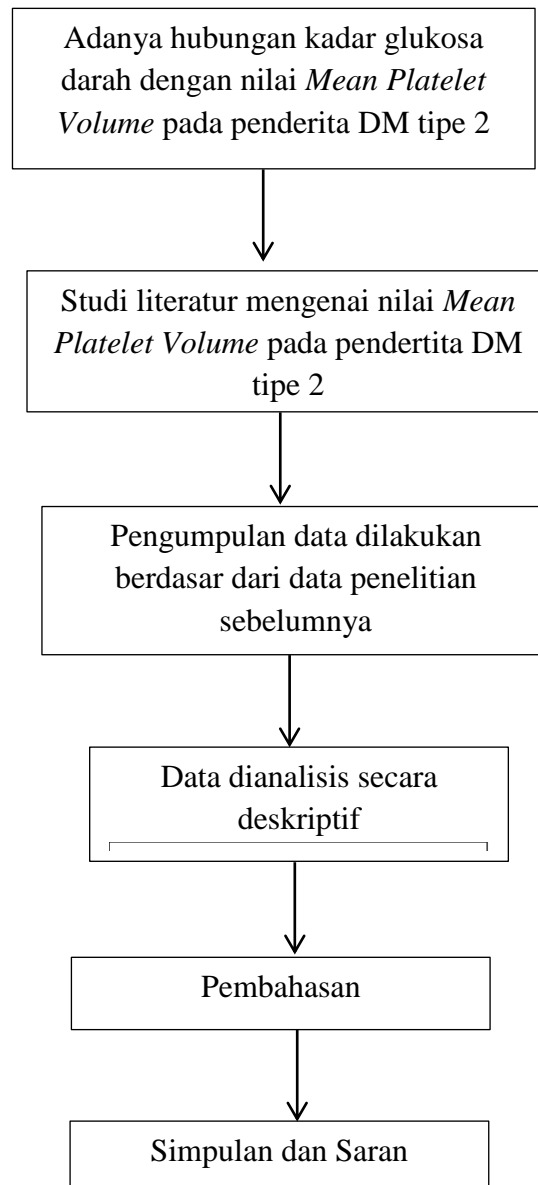 Adanya hubungan kadar glukosa
darah dengan nilai Mean Platelet
Volume pada penderita DM tipe 2
Studi literatur mengenai nilai Mean
Platelet Volume pada pendertita DM
tipe 2
Pengumpulan data dilakukan
berdasar dari data penelitian
sebelumnya
Data dianalisis secara
deskriptif
Pembahasan
Simpulan dan Saran